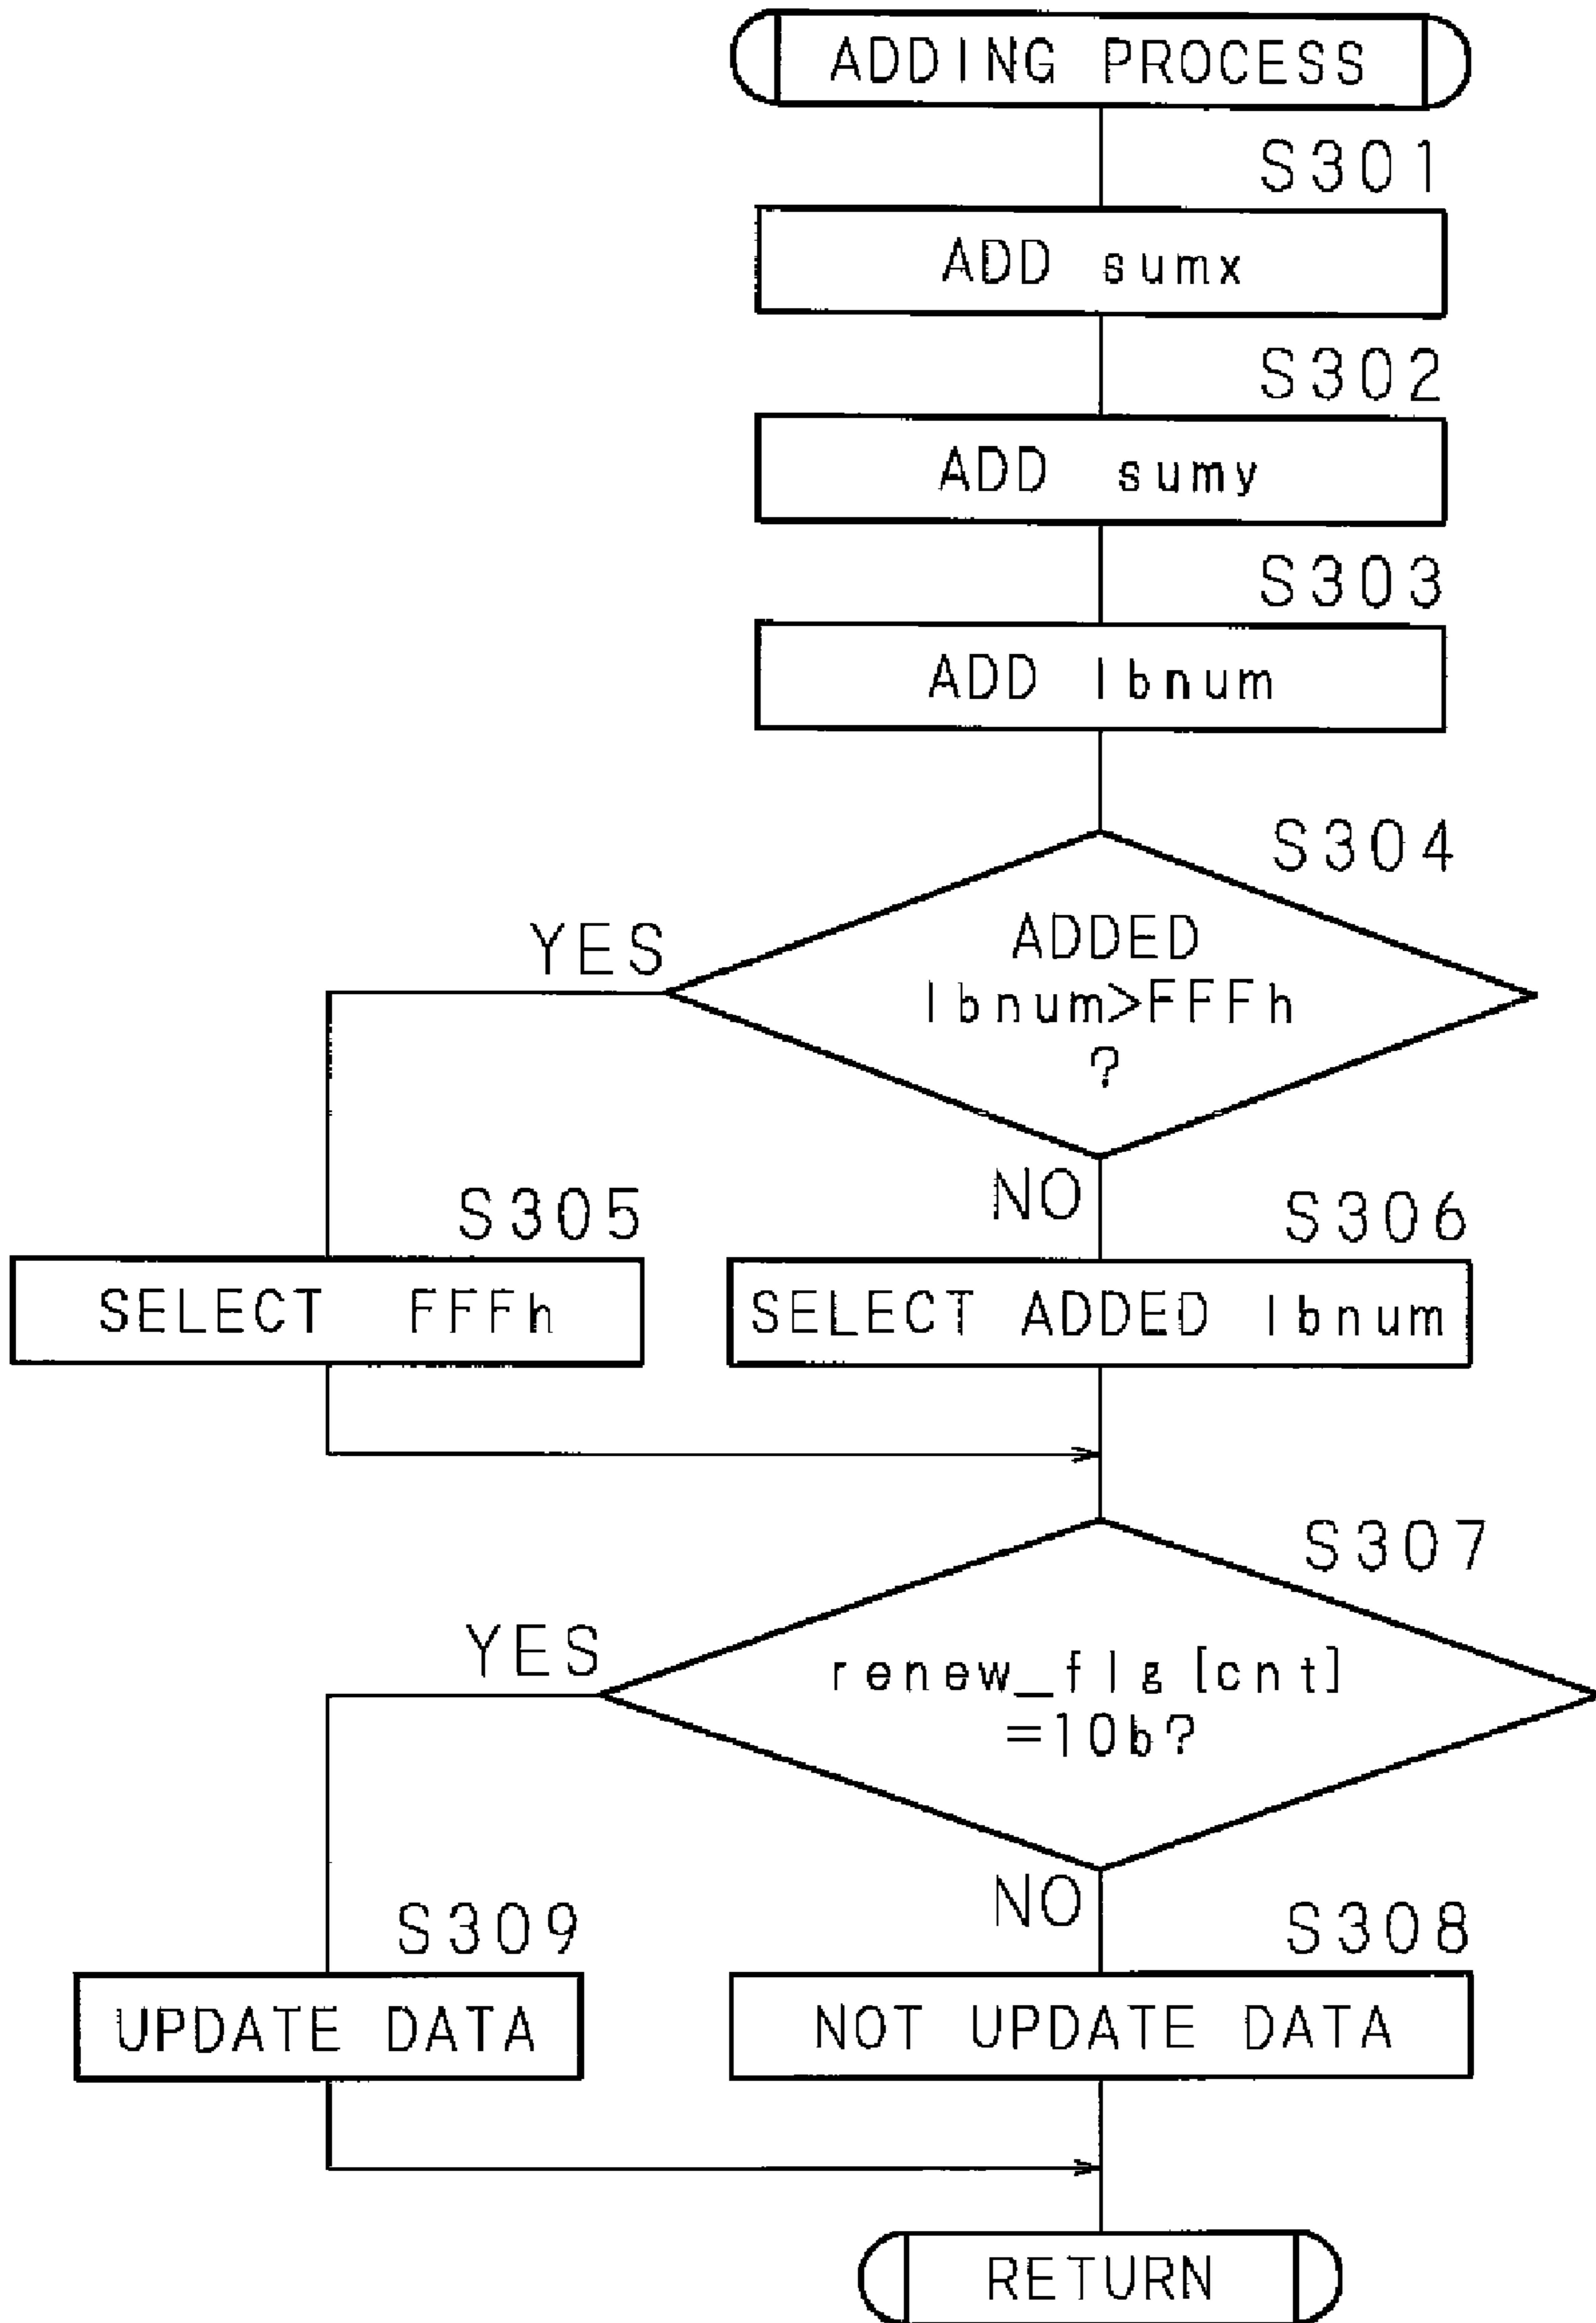 ADDING PROCESS
S301
ADD sumx
S302
ADD sumy
S303
ADD lbnum
S304
ADDED
lbnum>FFFh
?
YES
NO
S305
SELECT FFFh
S306
SELECT ADDED lbnum
S307
renew_flg[cnt]
=10b?
YES
NO
S309
UPDATE DATA
S308
NOT UPDATE DATA
RETURN